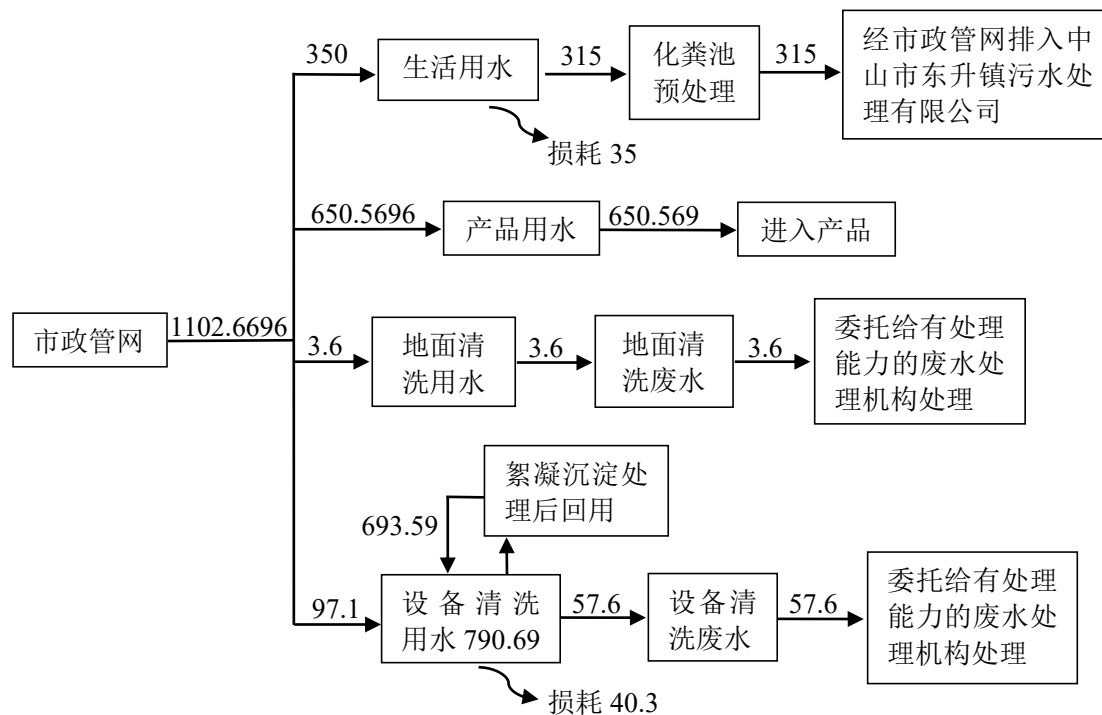 350
生活用水
315
化粪池
预处理
315
经市政管网排入中
山市东升镇污水处
理有限公司
损耗 35
650.5696
产品用水
650.569
进入产品
市政管网
1102.6696
3.6
地面清
洗用水
3.6
地面清
洗废水
3.6
委托给有处理
能力的废水处
理机构处理
絮凝沉淀处
理后回用
693.59
97.1
设备清洗
用水 790.69
57.6
设备清
洗废水
57.6
委托给有处理
能力的废水处
理机构处理
损耗 40.3